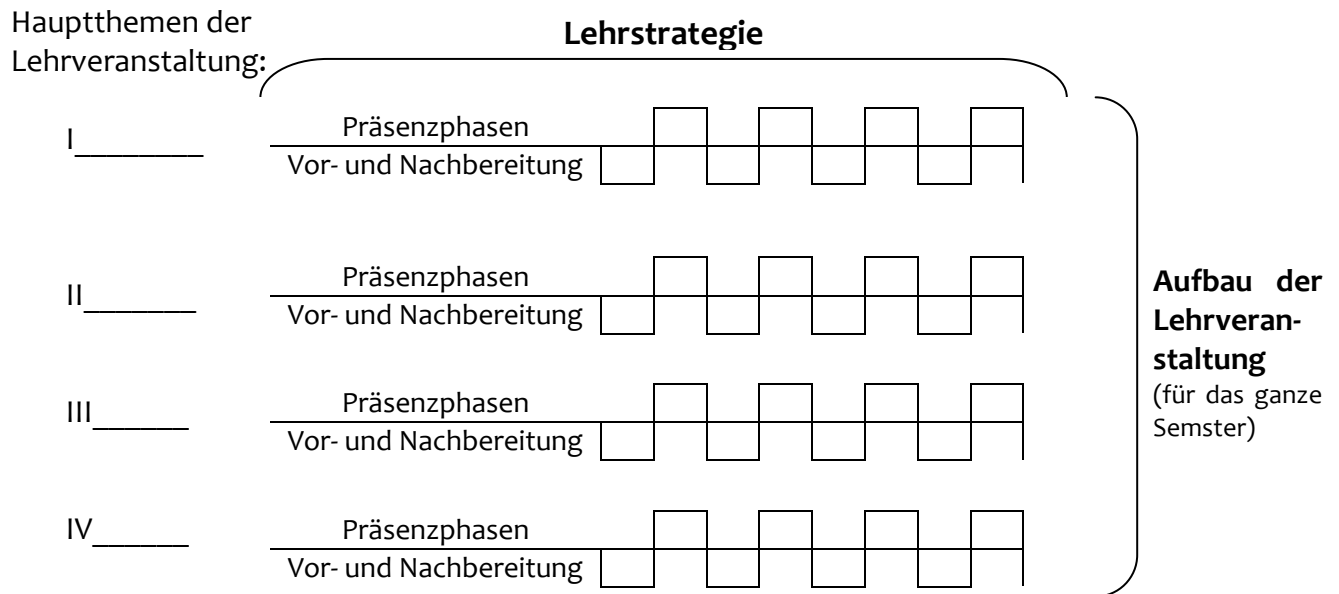 Hauptthemen der
Lehrveranstaltung:
Lehrstrategie
I________
Präsenzphasen
Vor- und Nachbereitung
II_______
Präsenzphasen
Vor- und Nachbereitung
III______
Präsenzphasen
Vor- und Nachbereitung
IV______
Präsenzphasen
Vor- und Nachbereitung
Aufbau der
Lehrveran-
staltung
(für das ganze
Semster)